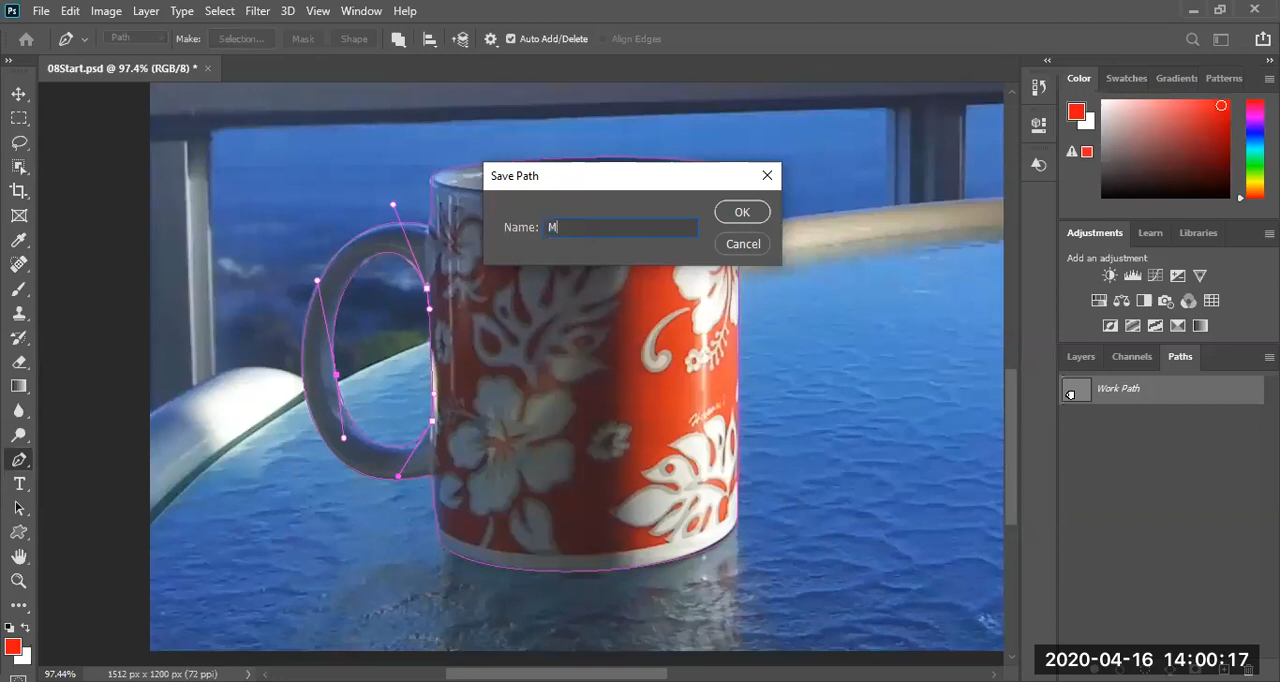 Ps File Edit Image Layer Type Select Filter 3D View Window Help
Path Make: Selection... Mask Shape Auto Add/Delete Align Edges
08Start.psd @ 97.4% (RGB/8) * ×
Color Swatches Gradients Patterns
Save Path
Name: M
OK
Cancel
Adjustments Learn Libraries
Add an adjustment
Layers Channels Paths
Work Path
T
97.44% 1512 px x 1200 px (72 ppi)
2020-04-16 14:00:17